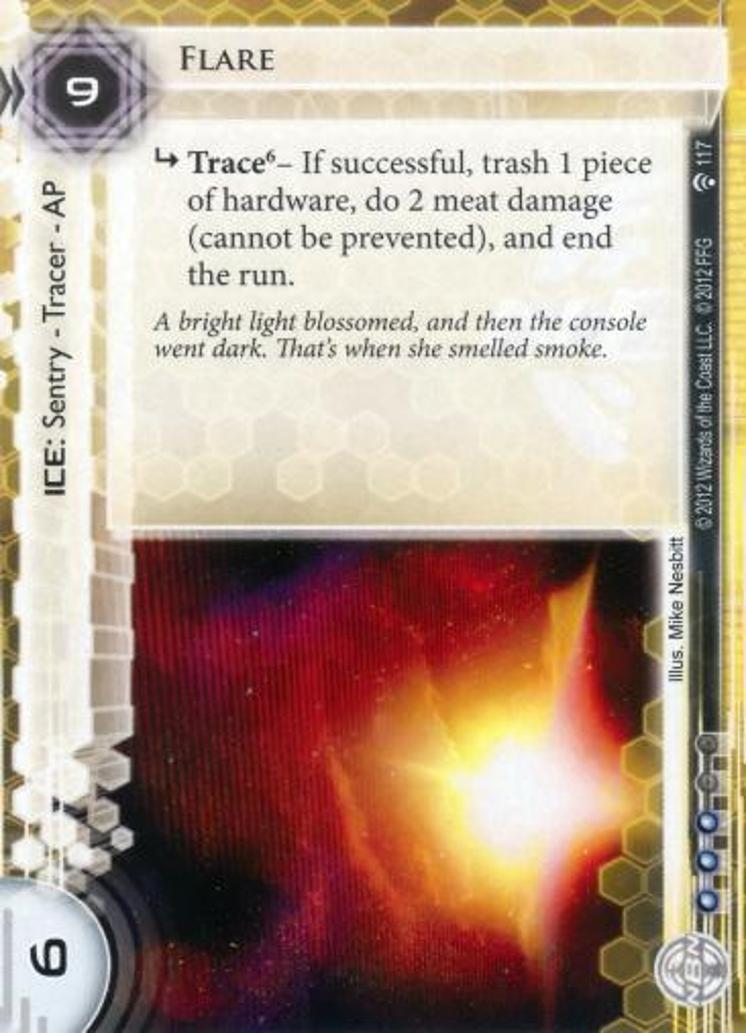 FLARE
9
↳ Trace⁶– If successful, trash 1 piece
of hardware, do 2 meat damage
(cannot be prevented), and end
the run.
A bright light blossomed, and then the console
went dark. That's when she smelled smoke.
ICE: Sentry - Tracer - AP
117
© 2012 Wizards of the Coast LLC. © 2012 FFG
Illus. Mike Nesbitt
6
NBN